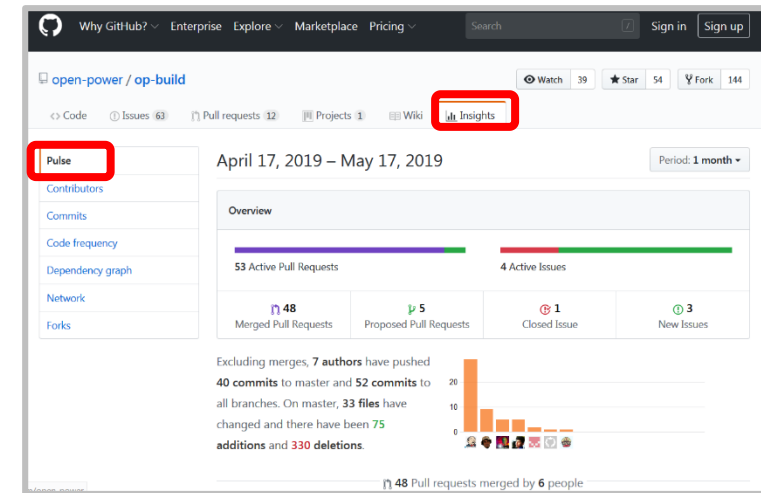 Why GitHub? Enterprise Explore Marketplace Pricing Search / Sign in Sign up
open-power / op-build Watch 39 Star 54 Fork 144
Code Issues 63 Pull requests 12 Projects 1 Wiki Insights
Pulse
Contributors
Commits
Code frequency
Dependency graph
Network
Forks
April 17, 2019 – May 17, 2019 Period: 1 month
Overview
53 Active Pull Requests 4 Active Issues
48 5 1 3
Merged Pull Requests Proposed Pull Requests Closed Issue New Issues
Excluding merges, 7 authors have pushed
40 commits to master and 52 commits to
all branches. On master, 33 files have
changed and there have been 75
additions and 330 deletions.
20
10
0
48 Pull requests merged by 6 people